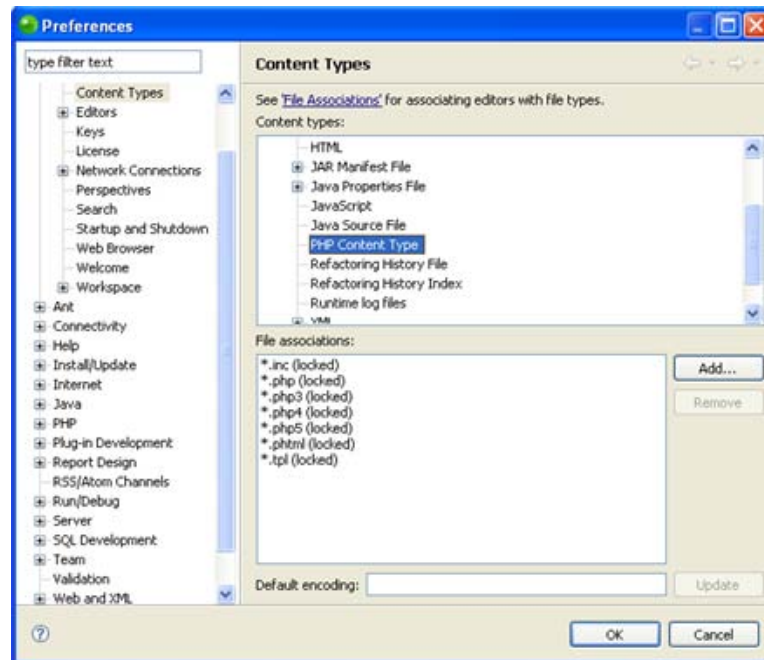 Preferences
type filter text
Content Types
Editors
Keys
License
Network Connections
Perspectives
Search
Startup and Shutdown
Web Browser
Welcome
Workspace
Ant
Connectivity
Help
Install/Update
Internet
Java
PHP
Plug-in Development
Report Design
RSS/Atom Channels
Run/Debug
Server
SQL Development
Team
Validation
Web and XML
Content Types
See 'File Associations' for associating editors with file types.
Content types:
HTML
JAR Manifest File
Java Properties File
JavaScript
Java Source File
PHP Content Type
Refactoring History File
Refactoring History Index
Runtime log files
XML
File associations:
*.inc (locked)
*.php (locked)
*.php3 (locked)
*.php4 (locked)
*.php5 (locked)
*.phtml (locked)
*.tpl (locked)
Add...
Remove
Default encoding:
Update
OK
Cancel